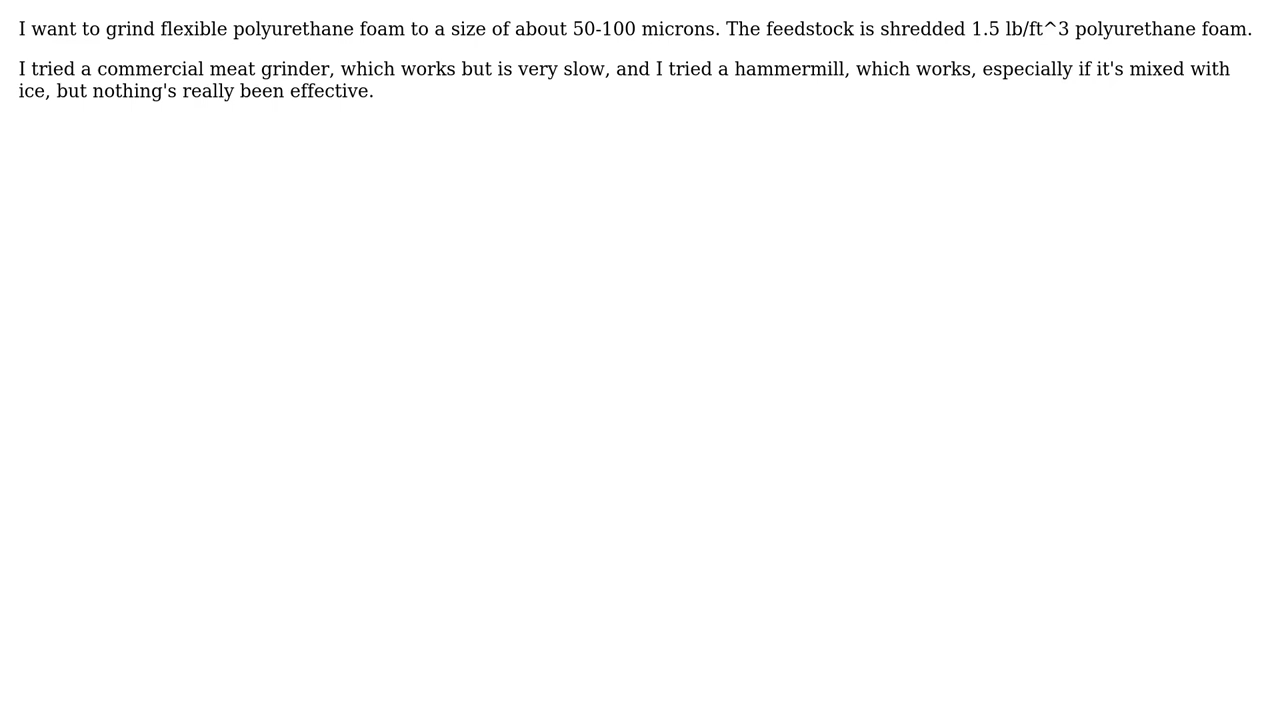 I want to grind flexible polyurethane foam to a size of about 50-100 microns. The feedstock is shredded 1.5 lb/ft^3 polyurethane foam.
I tried a commercial meat grinder, which works but is very slow, and I tried a hammermill, which works, especially if it's mixed with
ice, but nothing's really been effective.